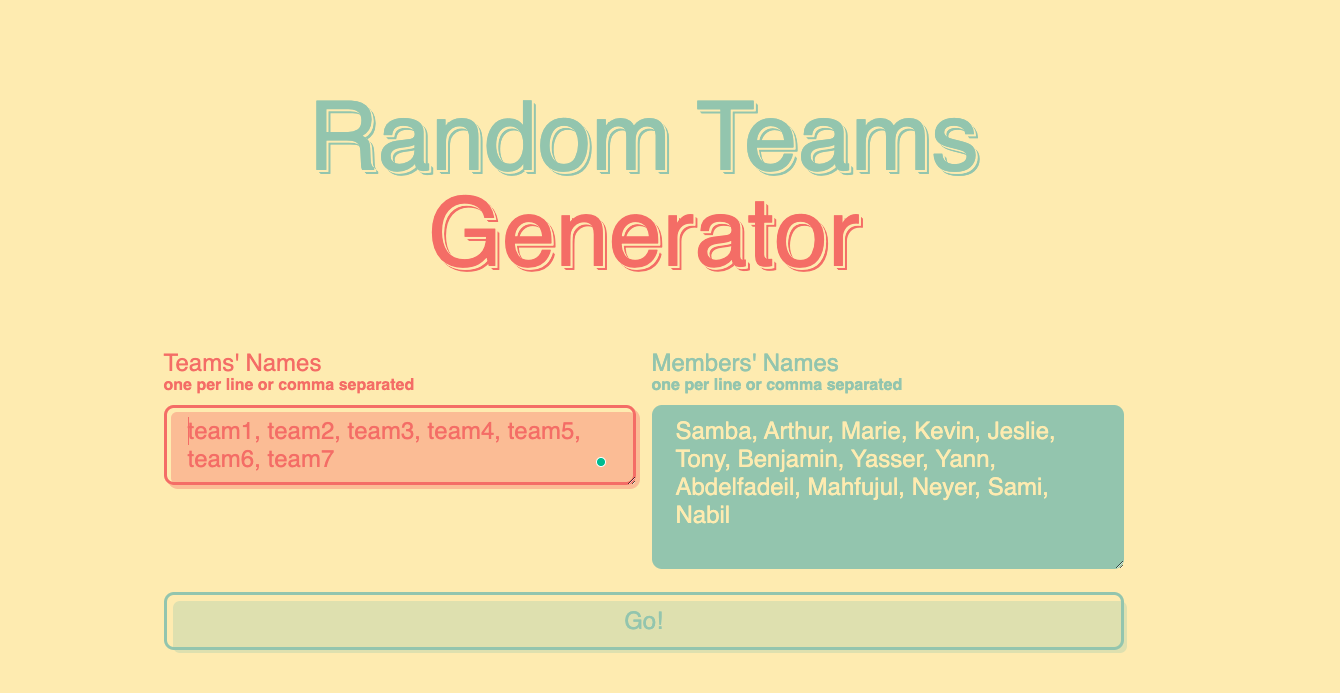 Random Teams
Generator
Teams' Names
one per line or comma separated
team1, team2, team3, team4, team5,
team6, team7
Members' Names
one per line or comma separated
Samba, Arthur, Marie, Kevin, Jeslie,
Tony, Benjamin, Yasser, Yann,
Abdelfadeil, Mahfujul, Neyer, Sami,
Nabil
Go!